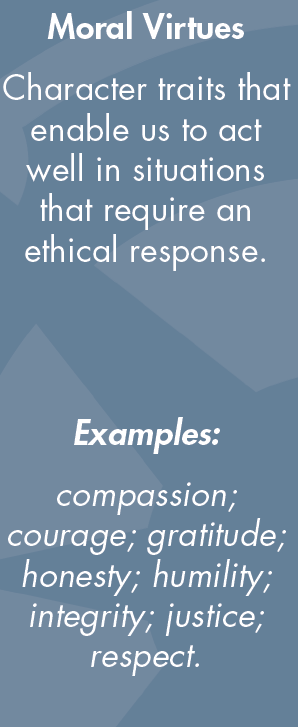 Moral Virtues
Character traits that
enable us to act
well in situations
that require an
ethical response.
Examples:
compassion;
courage; gratitude;
honesty; humility;
integrity; justice;
respect.